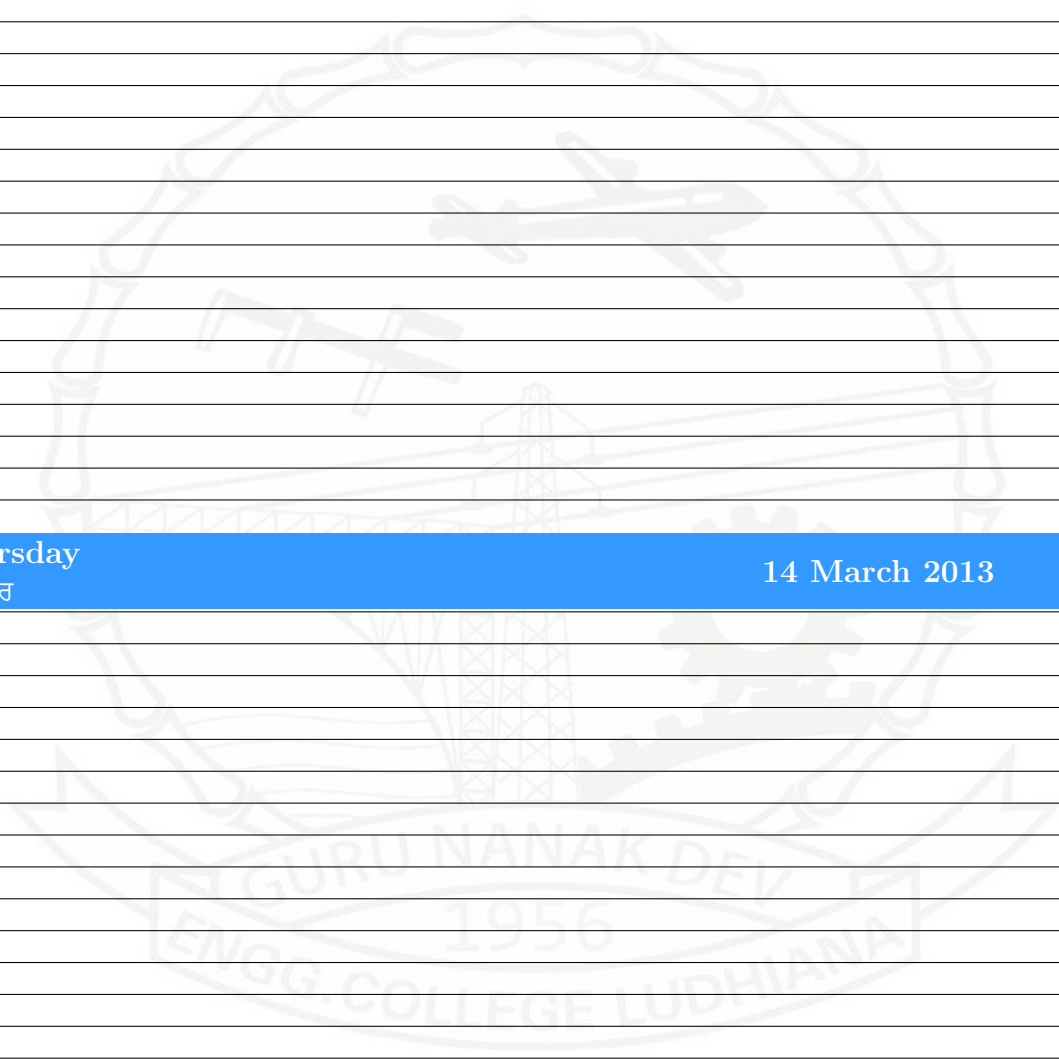 rsday
ਰ
14 March 2013
GURU NANAK DEV
1956
ENGG.COLLEGE LUDHIANA